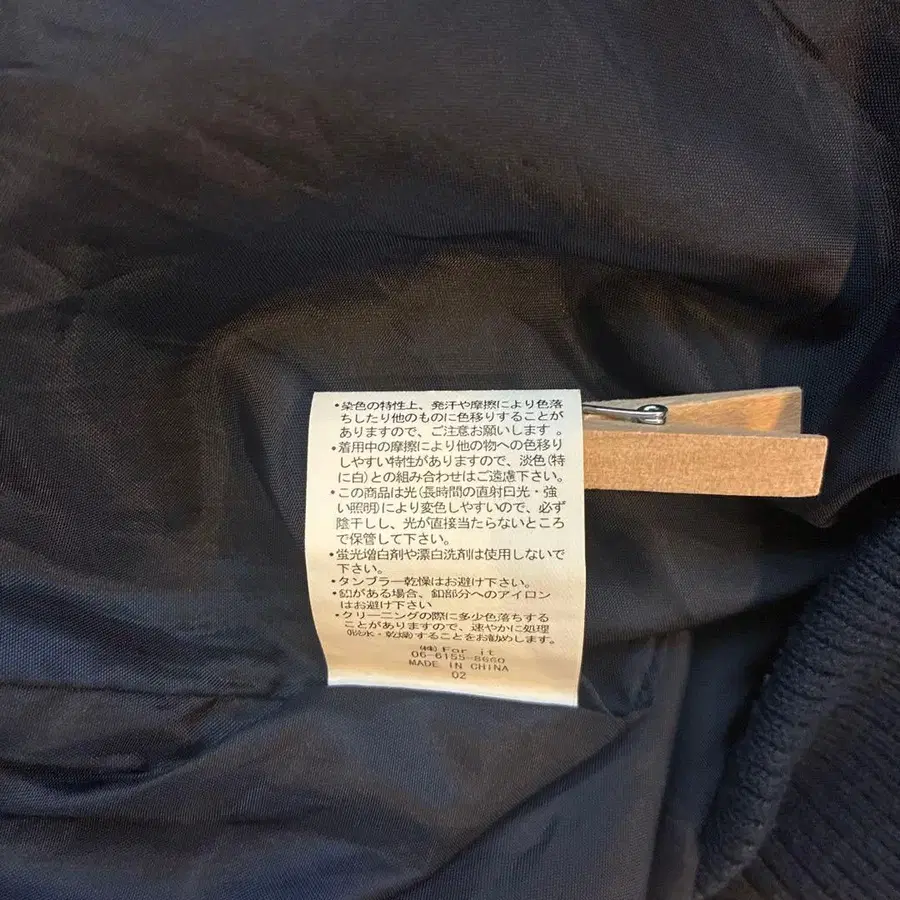 ・染色の特性上、発汗や摩擦により色落
ちしたり他のものに色移りすることが
ありますので、ご注意お願いします。
・着用中の摩擦により他の物への色移り
しやすい特性がありますので、淡色(特
に白)との組み合わせはご遠慮下さい。
・この商品は光(長時間の直射日光・強
い照明)により変色しやすいので、必ず
陰干しし、光が直接当たらないところ
で保管して下さい。
・蛍光増白剤や漂白洗剤は使用しないで
下さい。
・タンブラー乾燥はお避け下さい。
・釦がある場合、釦部分へのアイロン
はお避け下さい
・クリーニングの際に多少色落ちする
ことがありますので、速やかに処理
(脱水・乾燥)することをお勧めします。
㈱For it
06-6155-8660
MADE IN CHINA
02